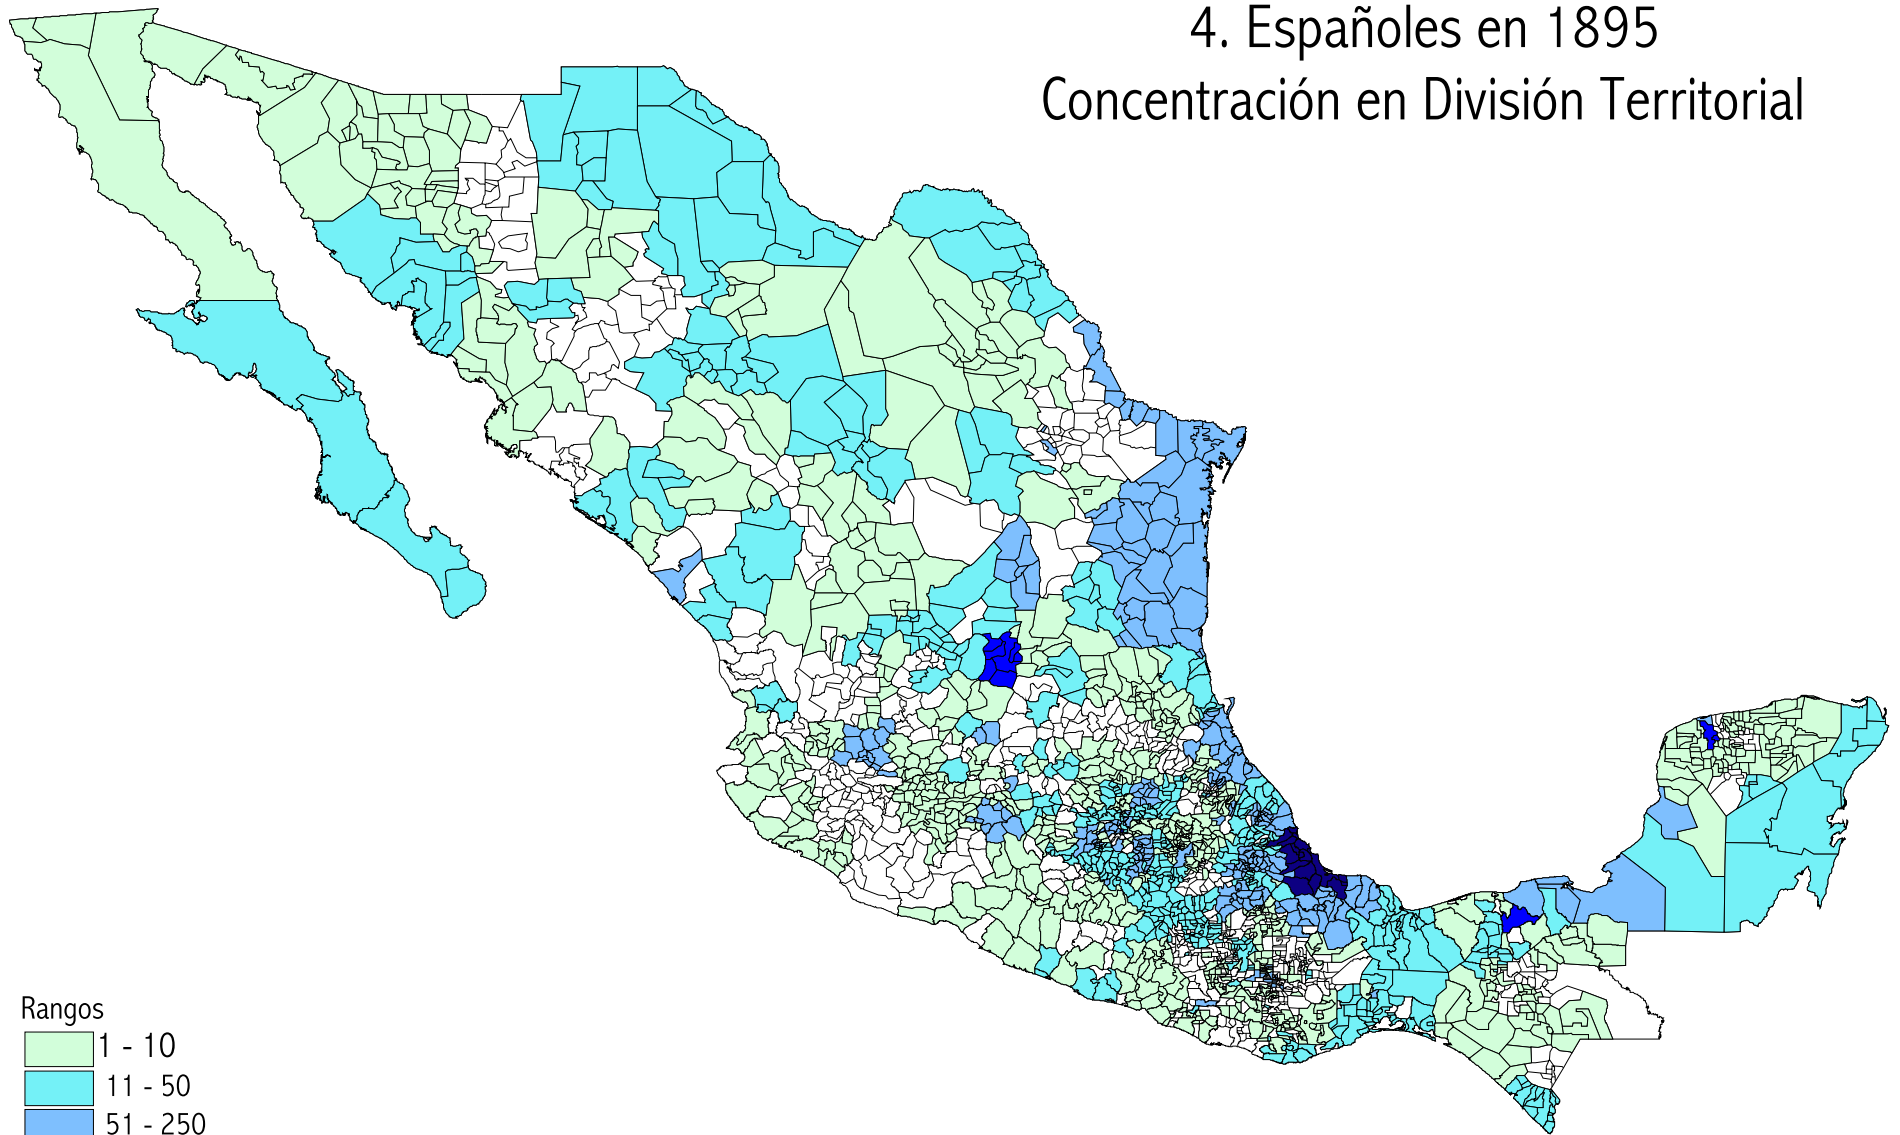 4. Españoles en 1895
Concentración en División Territorial
Rangos
1 - 10
11 - 50
51 - 250